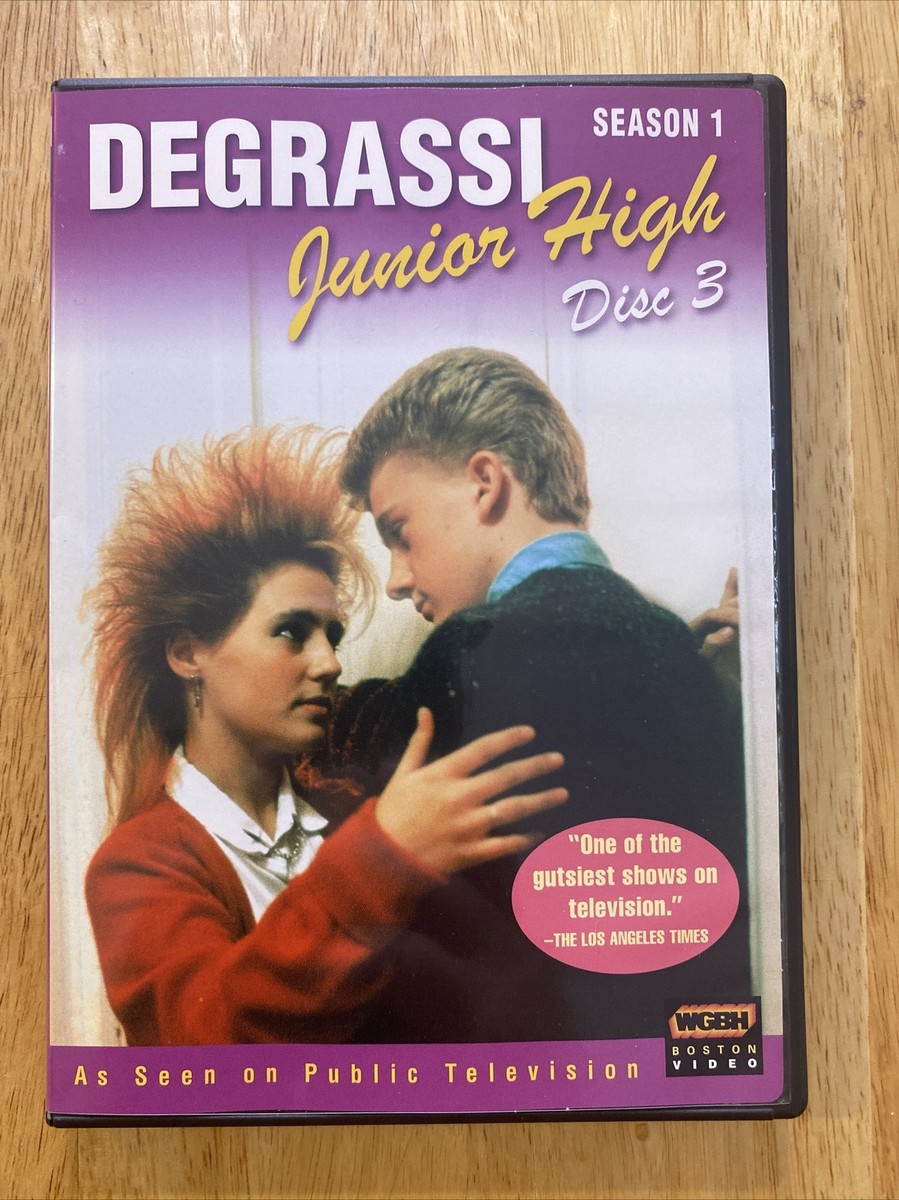 DEGRASSI
SEASON 1
Junior High
Disc 3
"One of the
gutsiest shows on
television."
–THE LOS ANGELES TIMES
WGBH
BOSTON
VIDEO
As Seen on Public Television